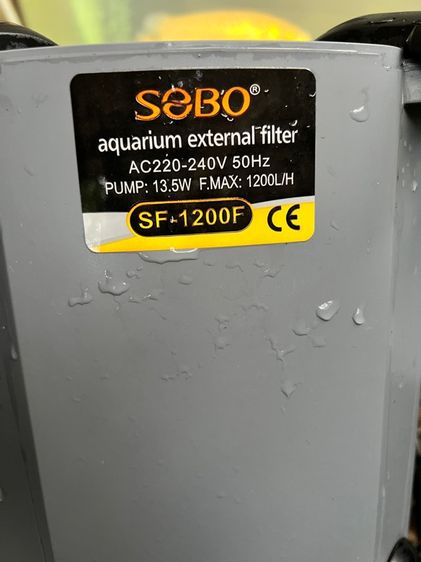 SOBO®
aquarium external filter
AC220-240V 50Hz
PUMP: 13.5W F.MAX: 1200L/H
SF-1200F CE